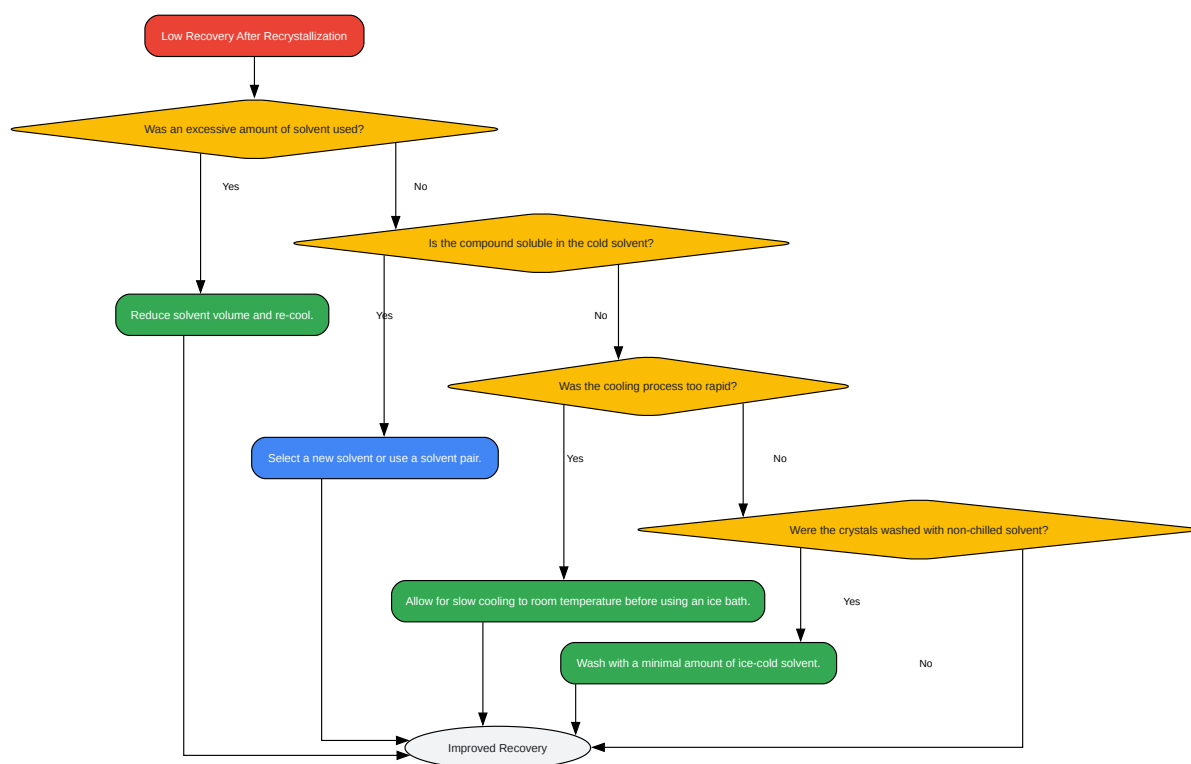 Low Recovery After Recrystallization
Was an excessive amount of solvent used?
Yes
No
Is the compound soluble in the cold solvent?
Reduce solvent volume and re-cool.
Yes
No
Was the cooling process too rapid?
Select a new solvent or use a solvent pair.
Yes
No
Were the crystals washed with non-chilled solvent?
Allow for slow cooling to room temperature before using an ice bath.
Yes
Wash with a minimal amount of ice-cold solvent.
No
Improved Recovery